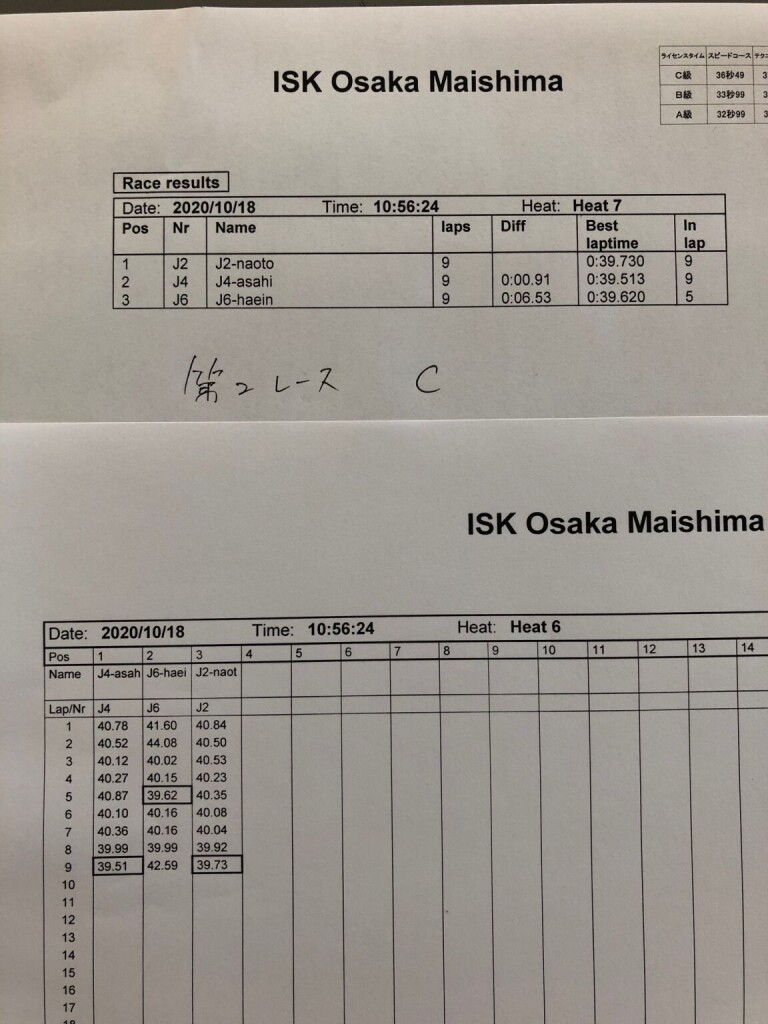 ISK Osaka Maishima
ライセンスタイム スピードコース テクニ
C級 36秒49 3
B級 33秒99 3
A級 32秒99 3
Race results
Date: 2020/10/18 Time: 10:56:24 Heat: Heat 7
Pos Nr Name laps Diff Best laptime In lap
1 J2 J2-naoto 9 0:39.730 9
2 J4 J4-asahi 9 0:00.91 0:39.513 9
3 J6 J6-haein 9 0:06.53 0:39.620 5
第2レース C
ISK Osaka Maishima
Date: 2020/10/18 Time: 10:56:24 Heat: Heat 6
Pos 1 2 3 4 5 6 7 8 9 10 11 12 13 14
Name J4-asah J6-haei J2-naot
Lap/Nr J4 J6 J2
1 40.78 41.60 40.84
2 40.52 44.08 40.50
3 40.12 40.02 40.53
4 40.27 40.15 40.23
5 40.87 39.62 40.35
6 40.10 40.16 40.08
7 40.36 40.16 40.04
8 39.99 39.99 39.92
9 39.51 42.59 39.73
10
11
12
13
14
15
16
17
18